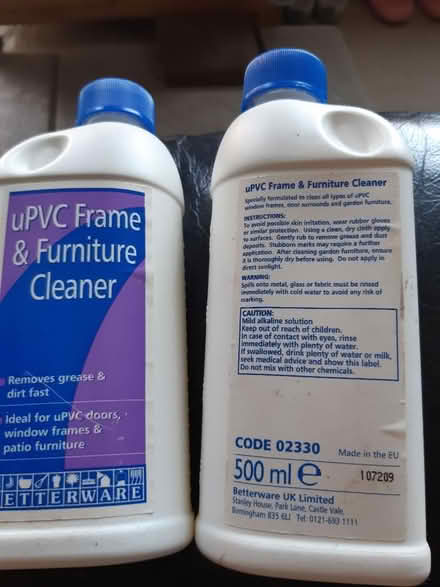 uPVC Frame
& Furniture
Cleaner
• Removes grease &
dirt fast
• Ideal for uPVC doors,
window frames &
patio furniture
ETTERWARE
uPVC Frame & Furniture Cleaner
Specially formulated to clean all types of uPVC
window frames, door surrounds and garden furniture.
INSTRUCTIONS:
To avoid possible skin irritation, wear rubber gloves
or similar protection. Using a clean, dry cloth apply
to surfaces. Gently rub to remove grease and dust
deposits. Stubborn marks may require a further
application. After cleaning garden furniture, ensure
it is thoroughly dry before using. Do not apply in
direct sunlight.
WARNING:
Spills onto metal, glass or fabric must be rinsed
immediately with cold water to avoid any risk of
marking.
CAUTION:
Mild alkaline solution
Keep out of reach of children.
In case of contact with eyes, rinse
immediately with plenty of water.
If swallowed, drink plenty of water or milk,
seek medical advice and show this label.
Do not mix with other chemicals.
CODE 02330
Made in the EU
500 ml e
107209
Betterware UK Limited
Stanley House, Park Lane, Castle Vale,
Birmingham B35 6LJ Tel: 0121-693 1111